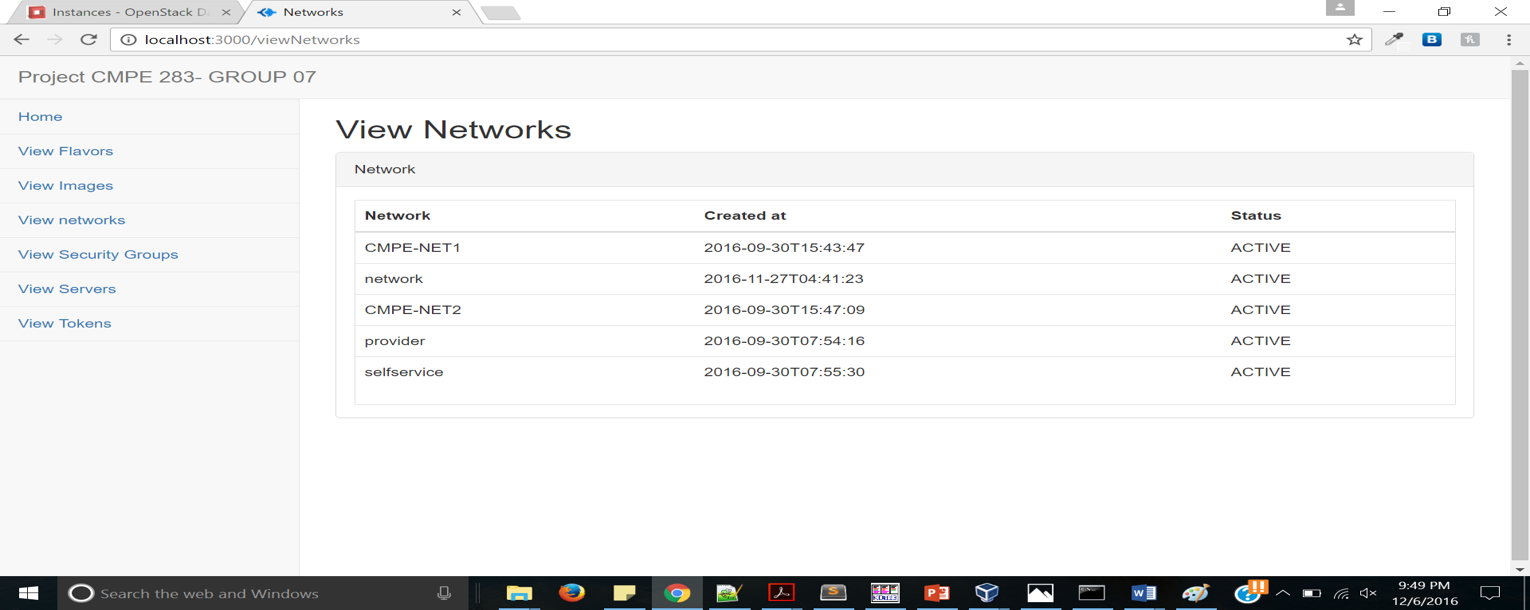 Instances - OpenStack Da
Networks
localhost:3000/viewNetworks
Project CMPE 283- GROUP 07
Home
View Flavors
View Images
View networks
View Security Groups
View Servers
View Tokens
View Networks
Network
Network Created at Status
CMPE-NET1 2016-09-30T15:43:47 ACTIVE
network 2016-11-27T04:41:23 ACTIVE
CMPE-NET2 2016-09-30T15:47:09 ACTIVE
provider 2016-09-30T07:54:16 ACTIVE
selfservice 2016-09-30T07:55:30 ACTIVE
Search the web and Windows
9:49 PM
12/6/2016